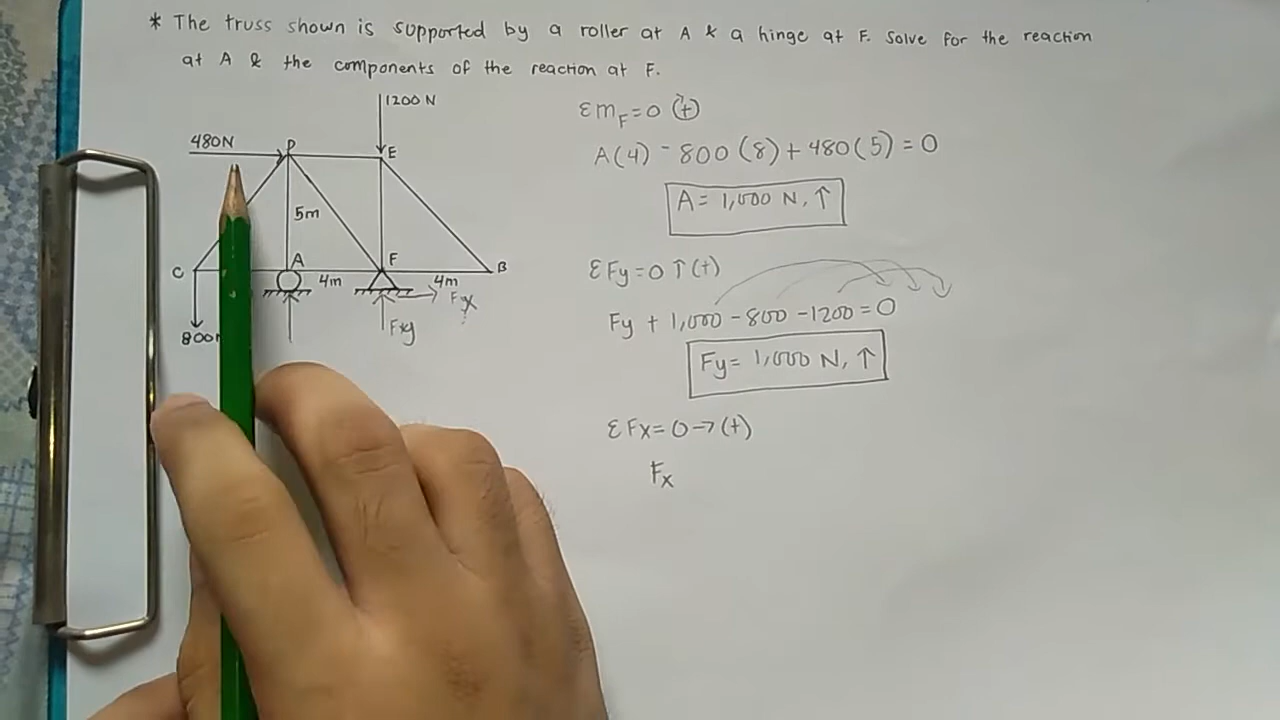 * The truss shown is supported by a roller at A & a hinge at F. Solve for the reaction
at A & the components of the reaction at F.
1200 N
480N
D
E
5m
C
A
F
B
4m
4m
Fx
Fy
800
ΣmF=0 (+)
A(4) - 800(8) + 480(5) = 0
A = 1,000 N, ↑
ΣFy=0 ↑(+)
Fy + 1,000 - 800 - 1200 = 0
Fy = 1,000 N, ↑
ΣFx=0→(+)
Fx